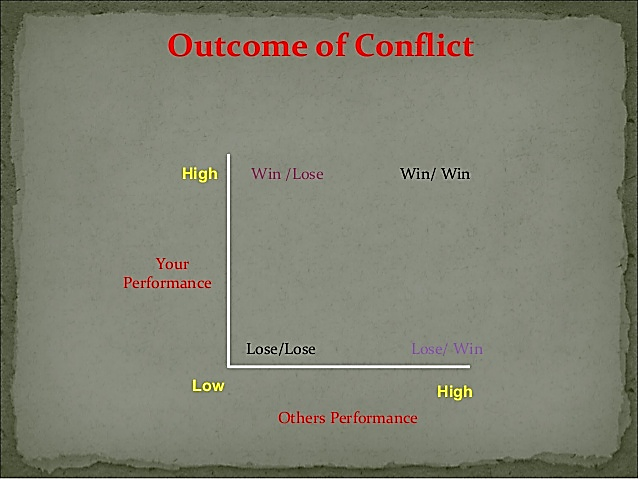 Outcome of Conflict
High
Win /Lose
Win/ Win
Your
Performance
Lose/Lose
Lose/ Win
Low
High
Others Performance